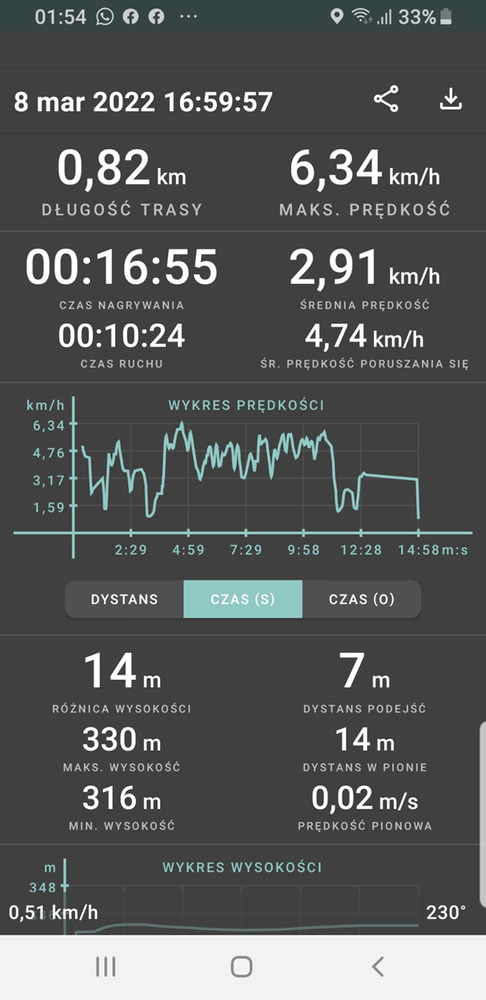 01:54 33%
8 mar 2022 16:59:57
0,82 km 6,34 km/h
DŁUGOŚĆ TRASY MAKS. PRĘDKOŚĆ
00:16:55 2,91 km/h
CZAS NAGRYWANIA ŚREDNIA PRĘDKOŚĆ
00:10:24 4,74 km/h
CZAS RUCHU ŚR. PRĘDKOŚĆ PORUSZANIA SIĘ
km/h WYKRES PRĘDKOŚCI
6,34
4,76
3,17
1,59
2:29 4:59 7:29 9:58 12:28 14:58 m:s
DYSTANS CZAS (S) CZAS (O)
14 m 7 m
RÓŻNICA WYSOKOŚCI DYSTANS PODEJŚĆ
330 m 14 m
MAKS. WYSOKOŚĆ DYSTANS W PIONIE
316 m 0,02 m/s
MIN. WYSOKOŚĆ PRĘDKOŚĆ PIONOWA
m WYKRES WYSOKOŚCI
348
0,51 km/h 230°